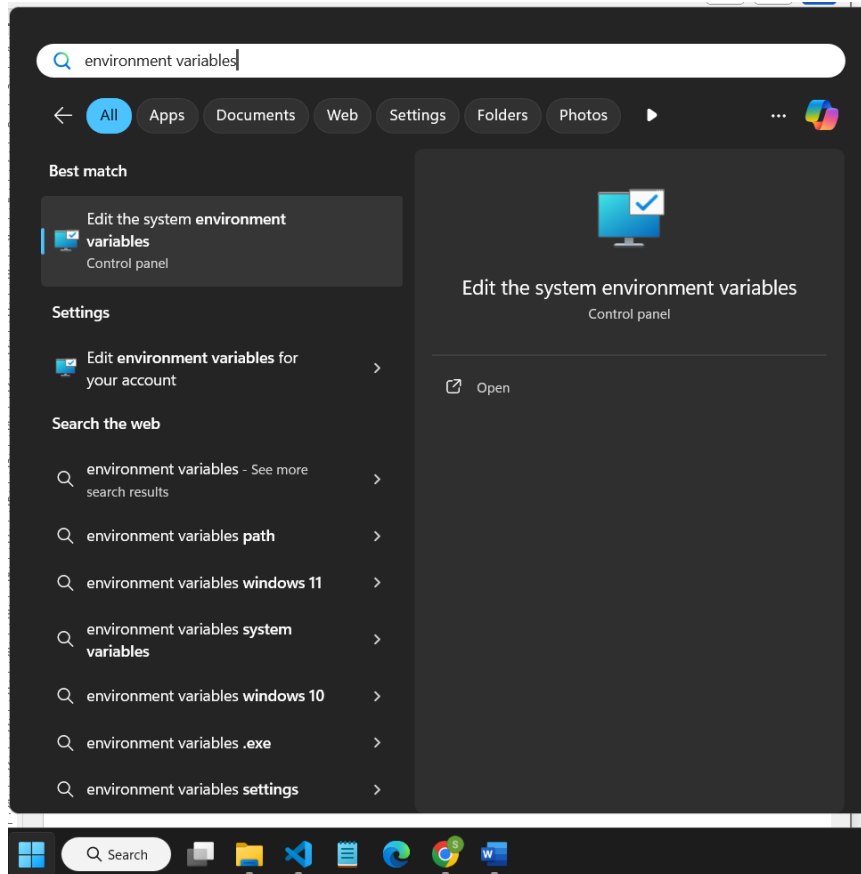 environment variables
All
Apps
Documents
Web
Settings
Folders
Photos
...
Best match
Edit the system environment
variables
Control panel
Settings
Edit environment variables for
your account
Search the web
environment variables - See more
search results
environment variables path
environment variables windows 11
environment variables system
variables
environment variables windows 10
environment variables .exe
environment variables settings
Edit the system environment variables
Control panel
Open
Search
S
W